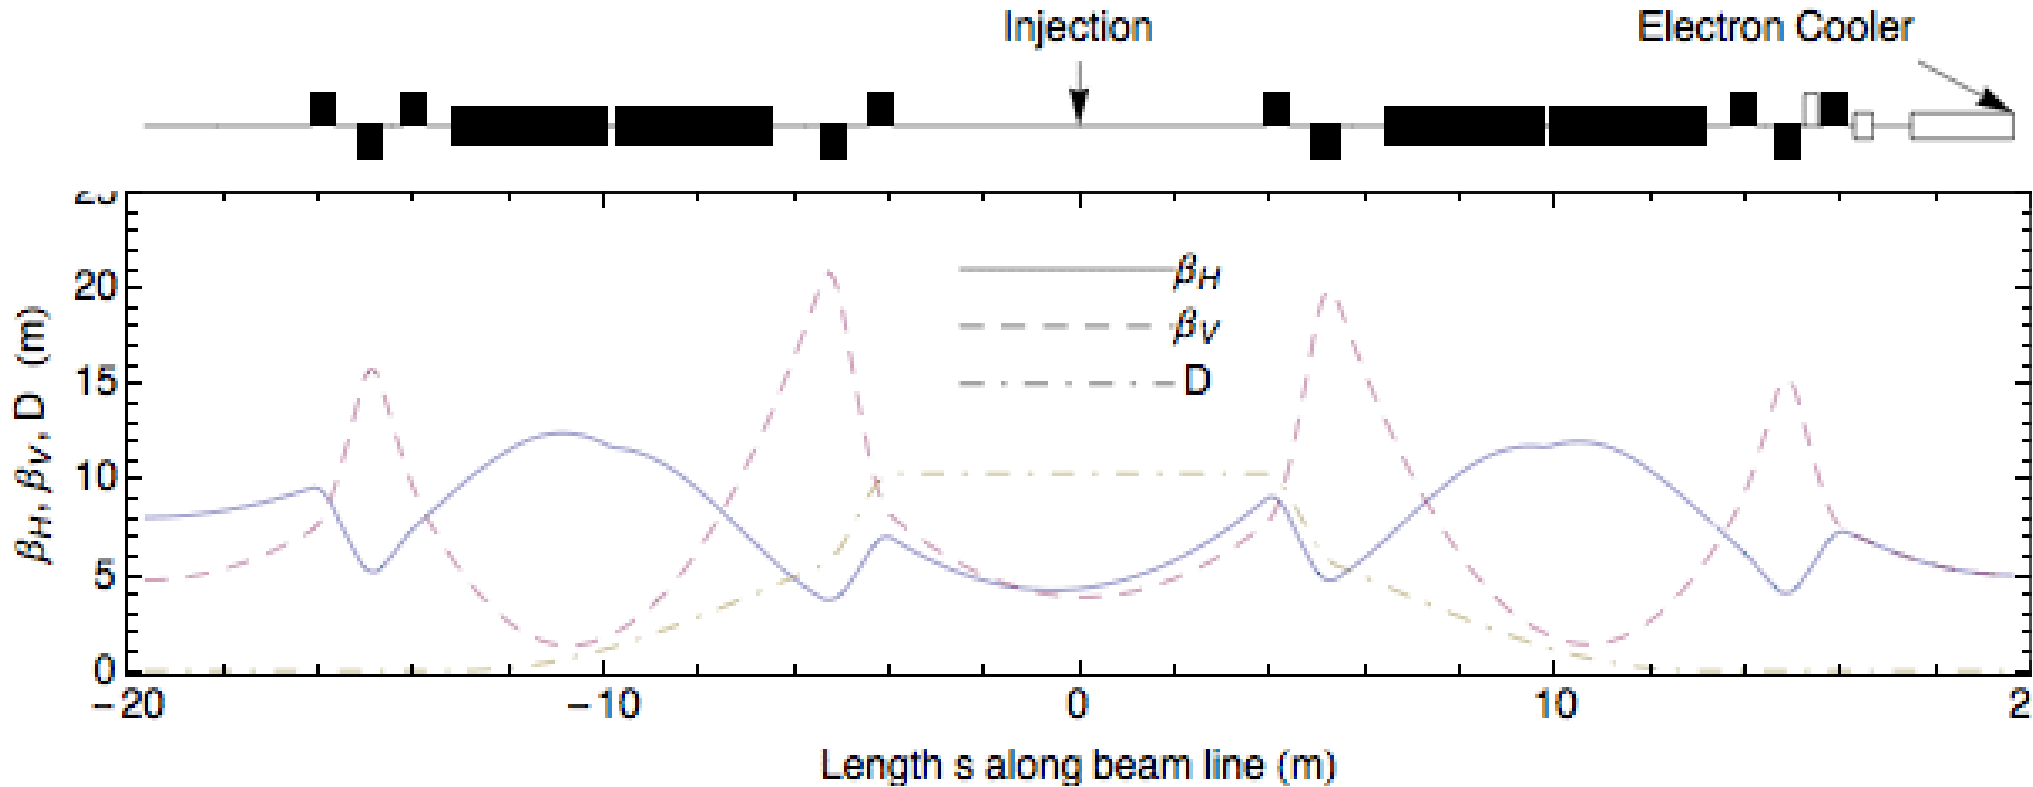 Injection
Electron Cooler
20
15
10
5
0
βH, βV, D (m)
βH
βV
D
−20
−10
0
10
Length s along beam line (m)